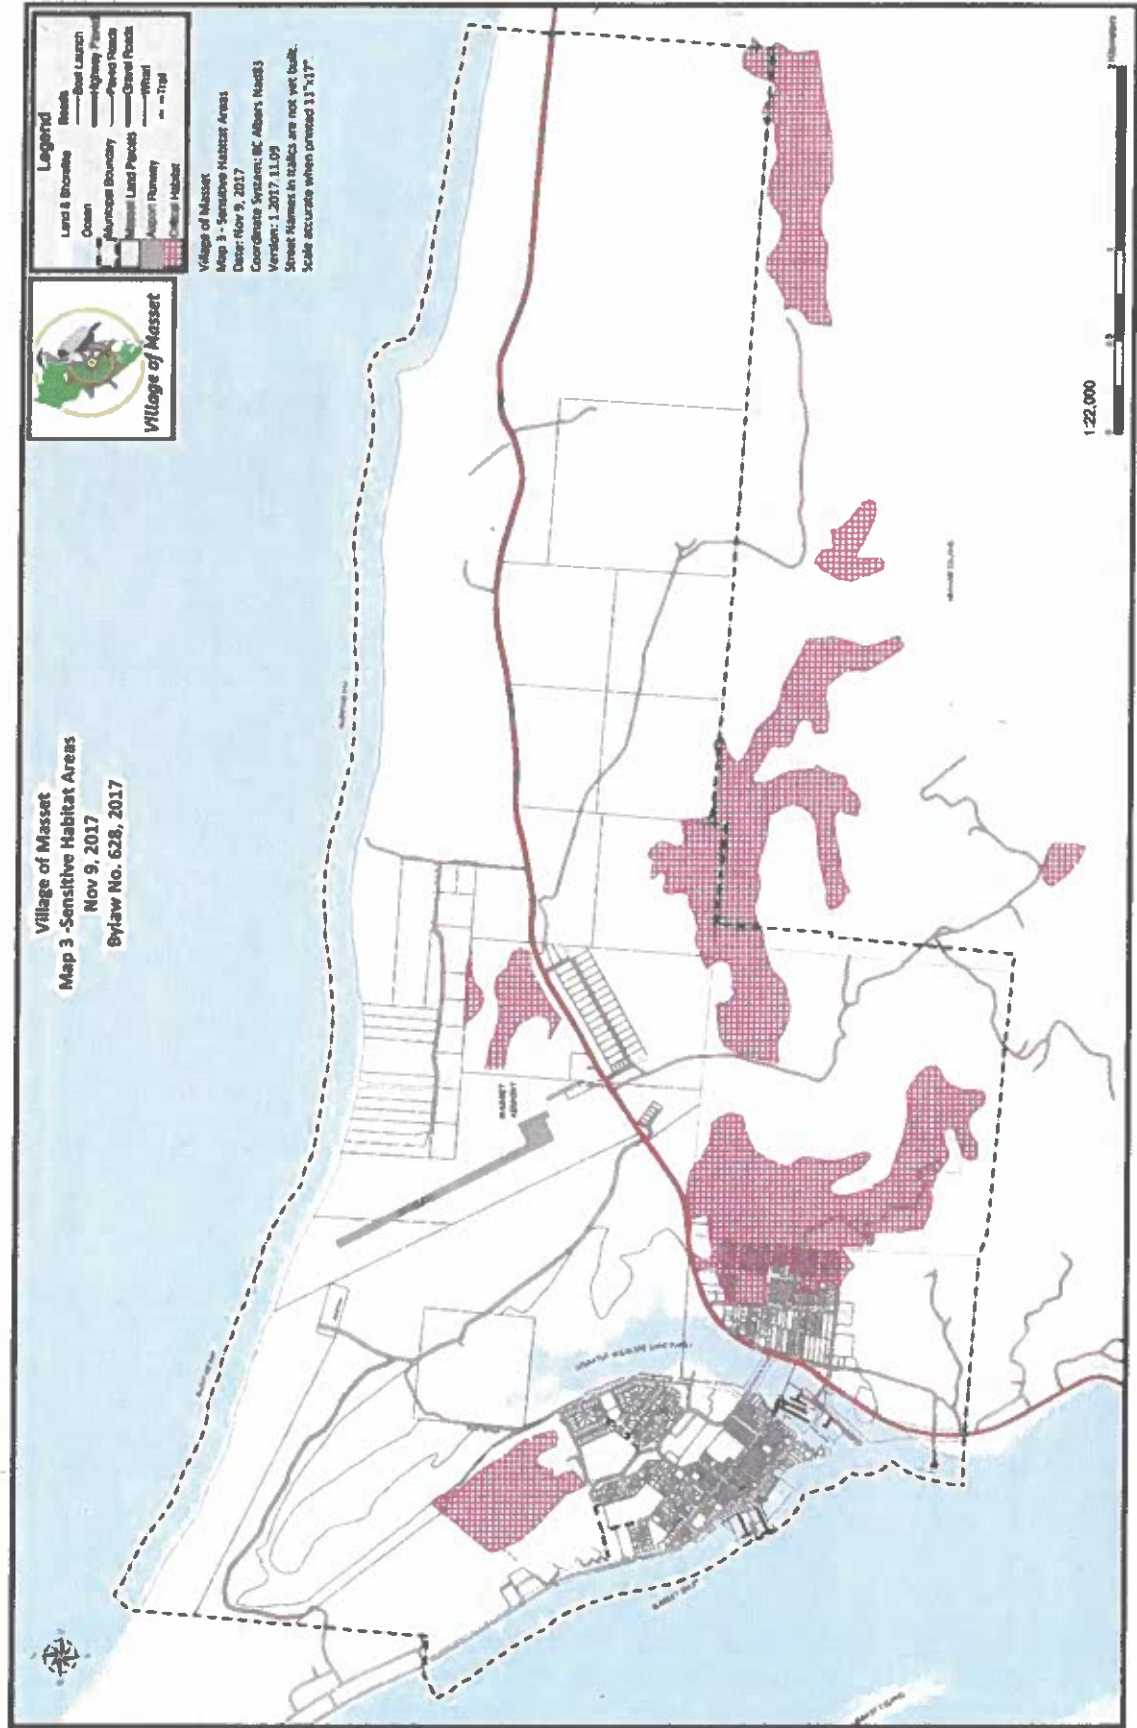 Village of Masset
Map 3 -Sensitive Habitat Areas
Nov 9, 2017
Bylaw No. 628, 2017
Village of Masset
Legend
Land & Shoreline
Ocean
Municipal Boundary
Masset Land Parcels
Airport Runway
Critical Habitat
Roads
Boat Launch
Highway Paved
Paved Roads
Gravel Roads
Wharf
Trail
Village of Masset
Map 3 - Sensitive Habitat Areas
Date: Nov 9, 2017
Coordinate System: BC Albers Nad83
Version: 1.2017.11.09
Street Names in Italics are not yet built.
Scale accurate when printed 11"x17"
MASSET
AIRPORT
1:22,000
2 Kilometers